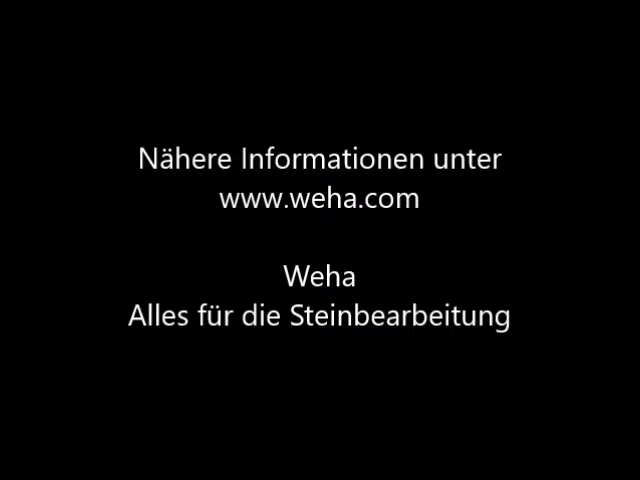 Nähere Informationen unter
www.weha.com
Weha
Alles für die Steinbearbeitung